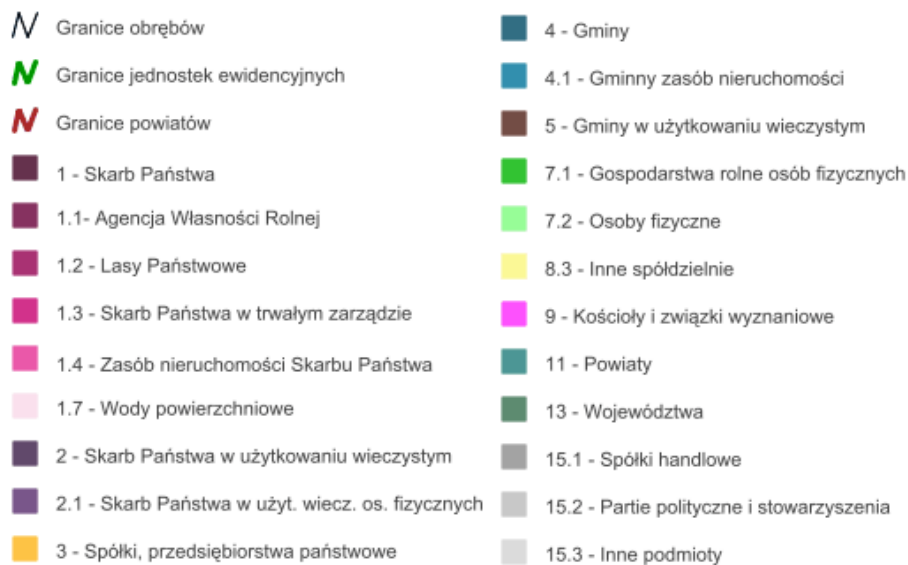 Granice obrębów
Granice jednostek ewidencyjnych
Granice powiatów
1 - Skarb Państwa
1.1- Agencja Własności Rolnej
1.2 - Lasy Państwowe
1.3 - Skarb Państwa w trwałym zarządzie
1.4 - Zasób nieruchomości Skarbu Państwa
1.7 - Wody powierzchniowe
2 - Skarb Państwa w użytkowaniu wieczystym
2.1 - Skarb Państwa w użyt. wiecz. os. fizycznych
3 - Spółki, przedsiębiorstwa państwowe
4 - Gminy
4.1 - Gminny zasób nieruchomości
5 - Gminy w użytkowaniu wieczystym
7.1 - Gospodarstwa rolne osób fizycznych
7.2 - Osoby fizyczne
8.3 - Inne spółdzielnie
9 - Kościoły i związki wyznaniowe
11 - Powiaty
13 - Województwa
15.1 - Spółki handlowe
15.2 - Partie polityczne i stowarzyszenia
15.3 - Inne podmioty